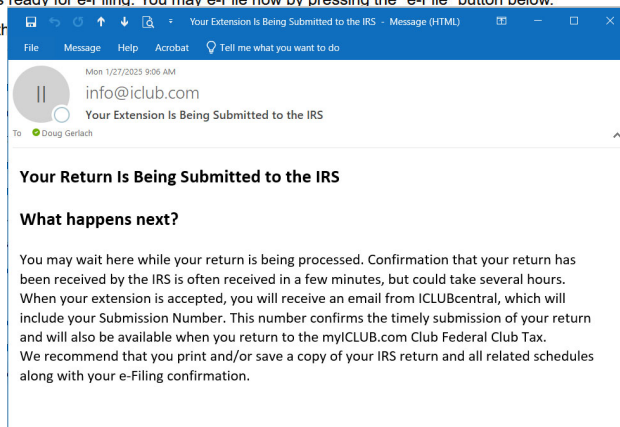 s ready for e-Filing. You may e-File now by pressing the "e-File" button below.
Your Extension Is Being Submitted to the IRS - Message (HTML)
th
File Message Help Acrobat Tell me what you want to do
Mon 1/27/2025 9:06 AM
II
info@iclub.com
Your Extension Is Being Submitted to the IRS
To Doug Gerlach
Your Return Is Being Submitted to the IRS
What happens next?
You may wait here while your return is being processed. Confirmation that your return has
been received by the IRS is often received in a few minutes, but could take several hours.
When your extension is accepted, you will receive an email from ICLUBcentral, which will
include your Submission Number. This number confirms the timely submission of your return
and will also be available when you return to the myICLUB.com Club Federal Club Tax.
We recommend that you print and/or save a copy of your IRS return and all related schedules
along with your e-Filing confirmation.